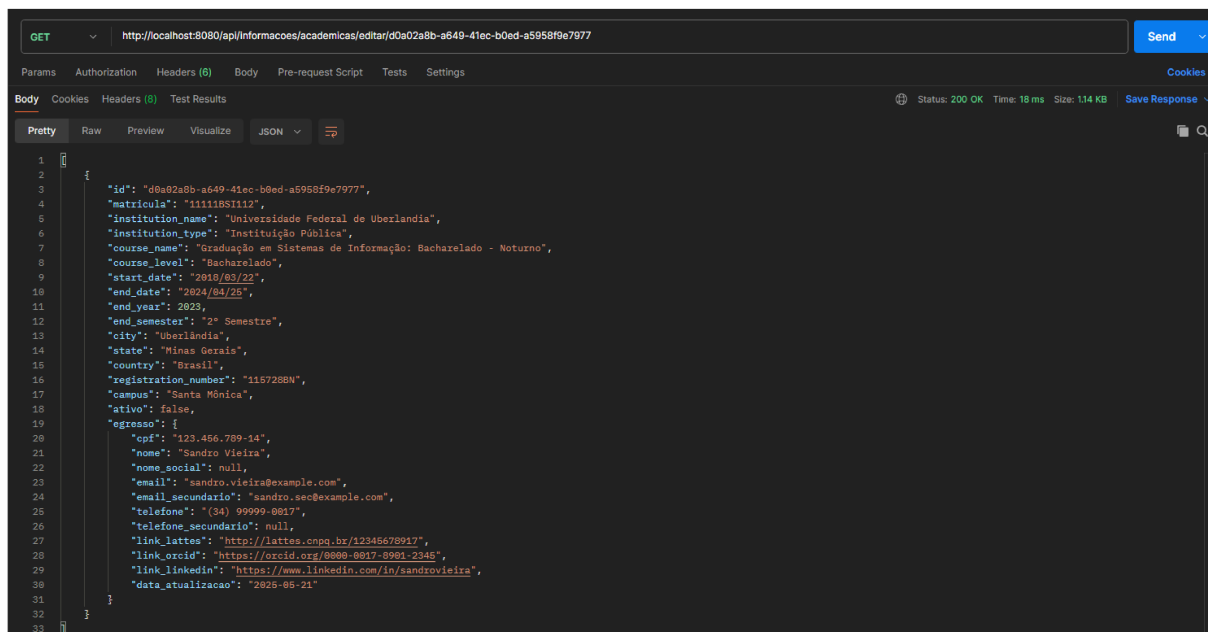 GET http://localhost:8080/api/informacoes/academicas/editar/d0a02a8b-a649-41ec-b0ed-a5958f9e7977 Send
Params Authorization Headers (6) Body Pre-request Script Tests Settings Cookies
Body Cookies Headers (8) Test Results Status: 200 OK Time: 18 ms Size: 1.14 KB Save Response
Pretty Raw Preview Visualize JSON
1 [
2 {
3 "id": "d0a02a8b-a649-41ec-b0ed-a5958f9e7977",
4 "matricula": "11111BSI112",
5 "institution_name": "Universidade Federal de Uberlandia",
6 "institution_type": "Instituição Pública",
7 "course_name": "Graduação em Sistemas de Informação: Bacharelado - Noturno",
8 "course_level": "Bacharelado",
9 "start_date": "2018/03/22",
10 "end_date": "2024/04/25",
11 "end_year": 2023,
12 "end_semester": "2º Semestre",
13 "city": "Uberlândia",
14 "state": "Minas Gerais",
15 "country": "Brasil",
16 "registration_number": "115728BN",
17 "campus": "Santa Mônica",
18 "ativo": false,
19 "egresso": {
20 "cpf": "123.456.789-14",
21 "nome": "Sandro Vieira",
22 "nome_social": null,
23 "email": "sandro.vieira@example.com",
24 "email_secundario": "sandro.sec@example.com",
25 "telefone": "(34) 99999-0017",
26 "telefone_secundario": null,
27 "link_lattes": "http://lattes.cnpq.br/12345678917",
28 "link_orcid": "https://orcid.org/0000-0017-8901-2345",
29 "link_linkedin": "https://www.linkedin.com/in/sandrovieira",
30 "data_atualizacao": "2025-05-21"
31 }
32 }
33 ]